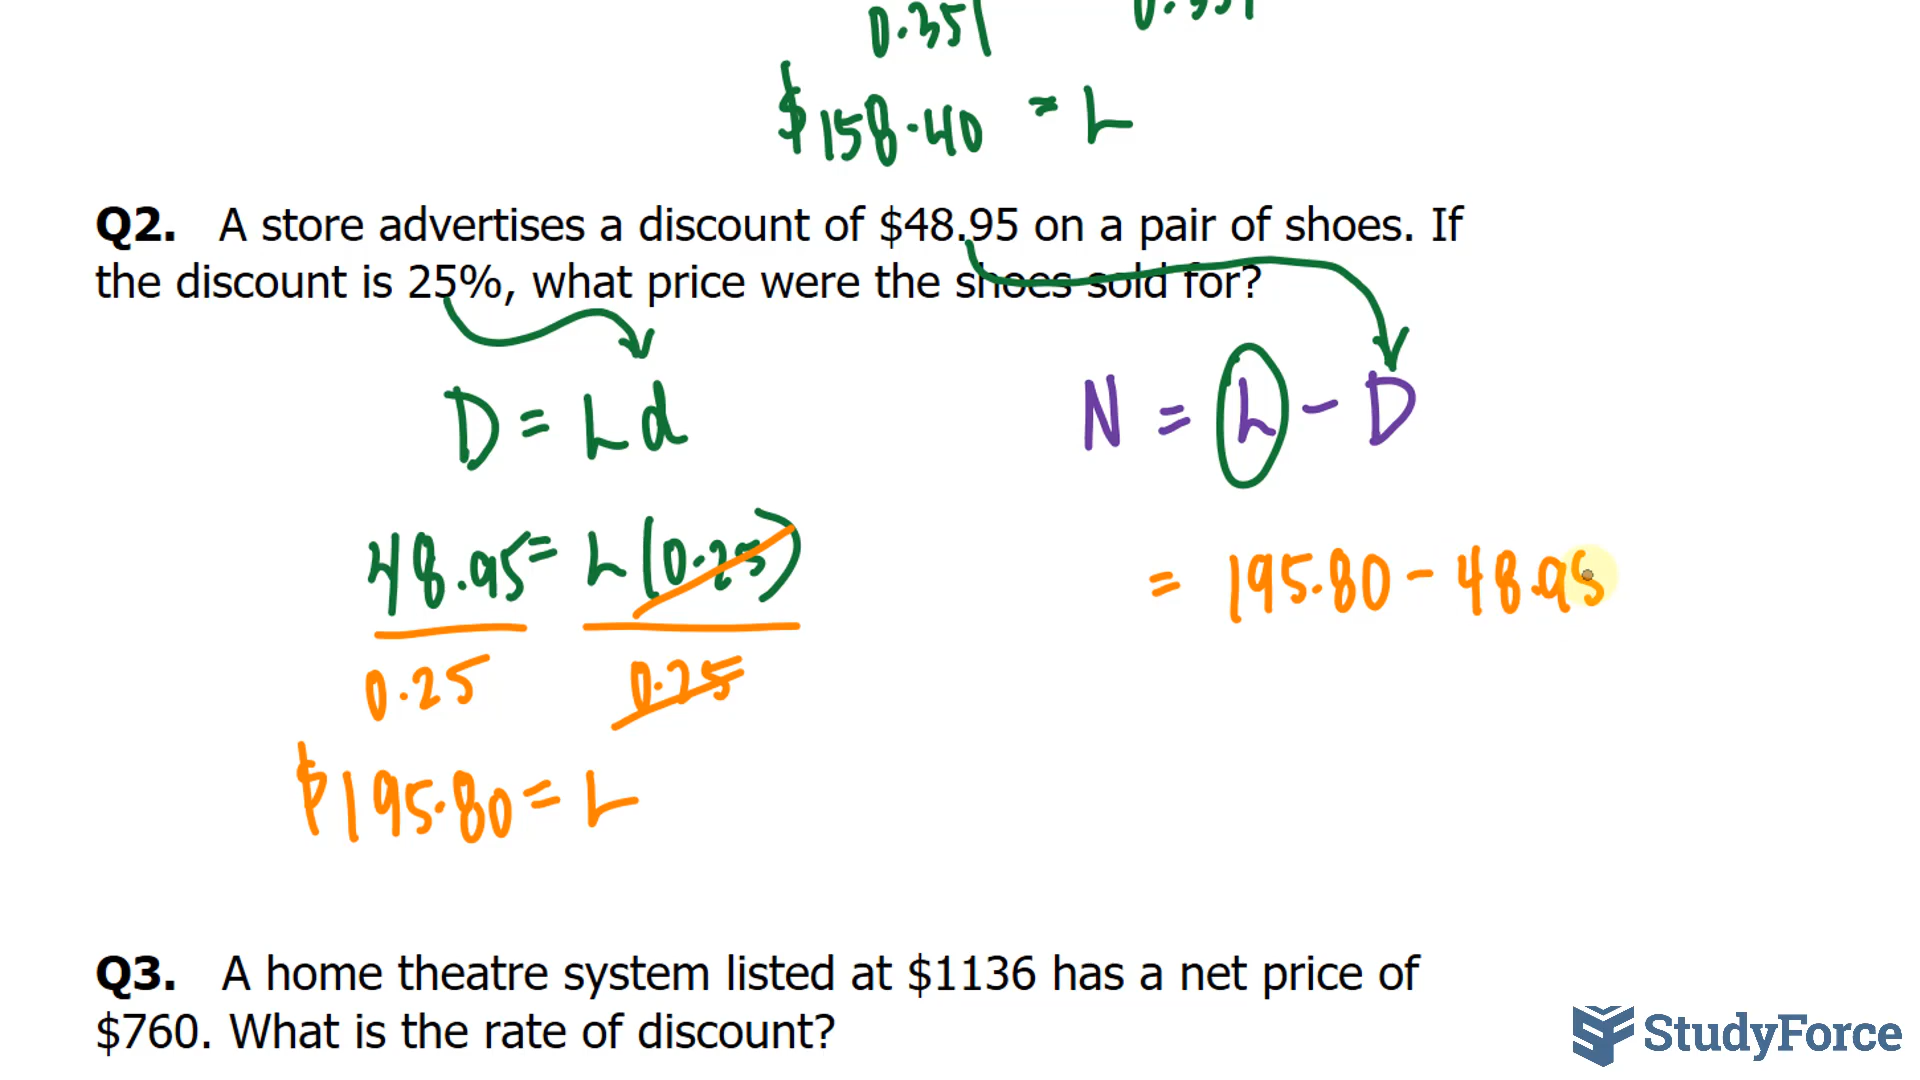 0.351 0.351
$158.40 = L
Q2. A store advertises a discount of $48.95 on a pair of shoes. If
the discount is 25%, what price were the shoes sold for?
D = Ld
N = L - D
48.95 = L(0.25)
0.25 0.25
$195.80 = L
= 195.80 - 48.95
Q3. A home theatre system listed at $1136 has a net price of
$760. What is the rate of discount?
StudyForce